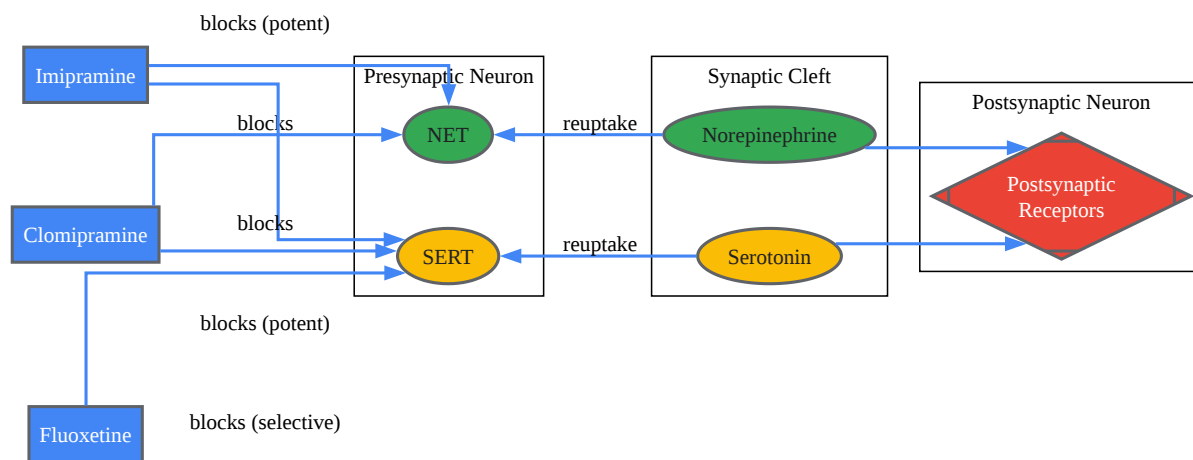 blocks (potent)
Imipramine
Presynaptic Neuron
Synaptic Cleft
Postsynaptic Neuron
blocks
NET
reuptake
Norepinephrine
Postsynaptic
Receptors
Clomipramine
blocks
SERT
reuptake
Serotonin
blocks (potent)
Fluoxetine
blocks (selective)